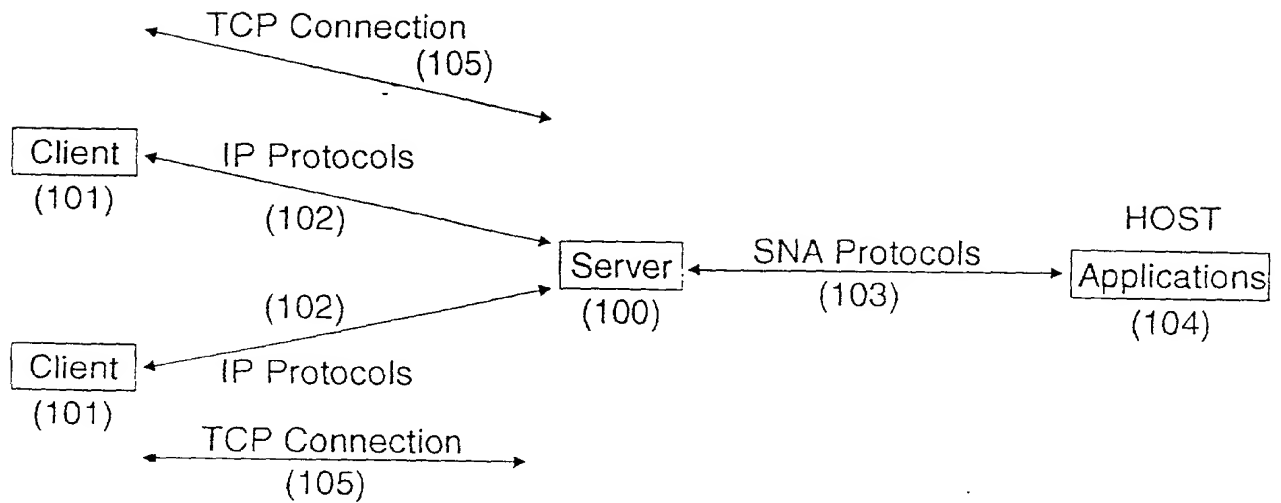 TCP Connection
(105)
Client
(101)
IP Protocols
(102)
HOST
Server
(100)
SNA Protocols
(103)
Applications
(104)
(102)
Client
(101)
IP Protocols
TCP Connection
(105)